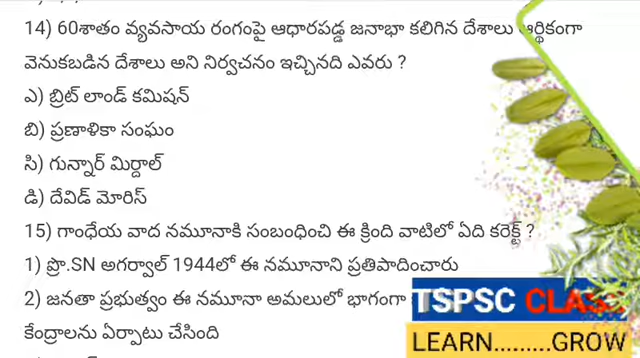 14) 60శాతం వ్యవసాయ రంగంపై ఆధారపడ్డ జనాభా కలిగిన దేశాలు ఆర్థికంగా
వెనుకబడిన దేశాలు అని నిర్వచనం ఇచ్చినది ఎవరు ?
ఎ) బ్రిట్ లాండ్ కమిషన్
బి) ప్రణాళికా సంఘం
సి) గున్నార్ మిర్దాల్
డి) దేవిడ్ మోరిస్
15) గాంధేయ వాద నమూనాకి సంబంధించి ఈ క్రింది వాటిలో ఏది కరెక్ట్ ?
1) ప్రొ.SN అగర్వాల్ 1944లో ఈ నమూనాని ప్రతిపాదించారు
2) జనతా ప్రభుత్వం ఈ నమూనా అమలులో భాగంగా
కేంద్రాలను ఏర్పాటు చేసింది
TSPSC CLASS
LEARN.........GROW